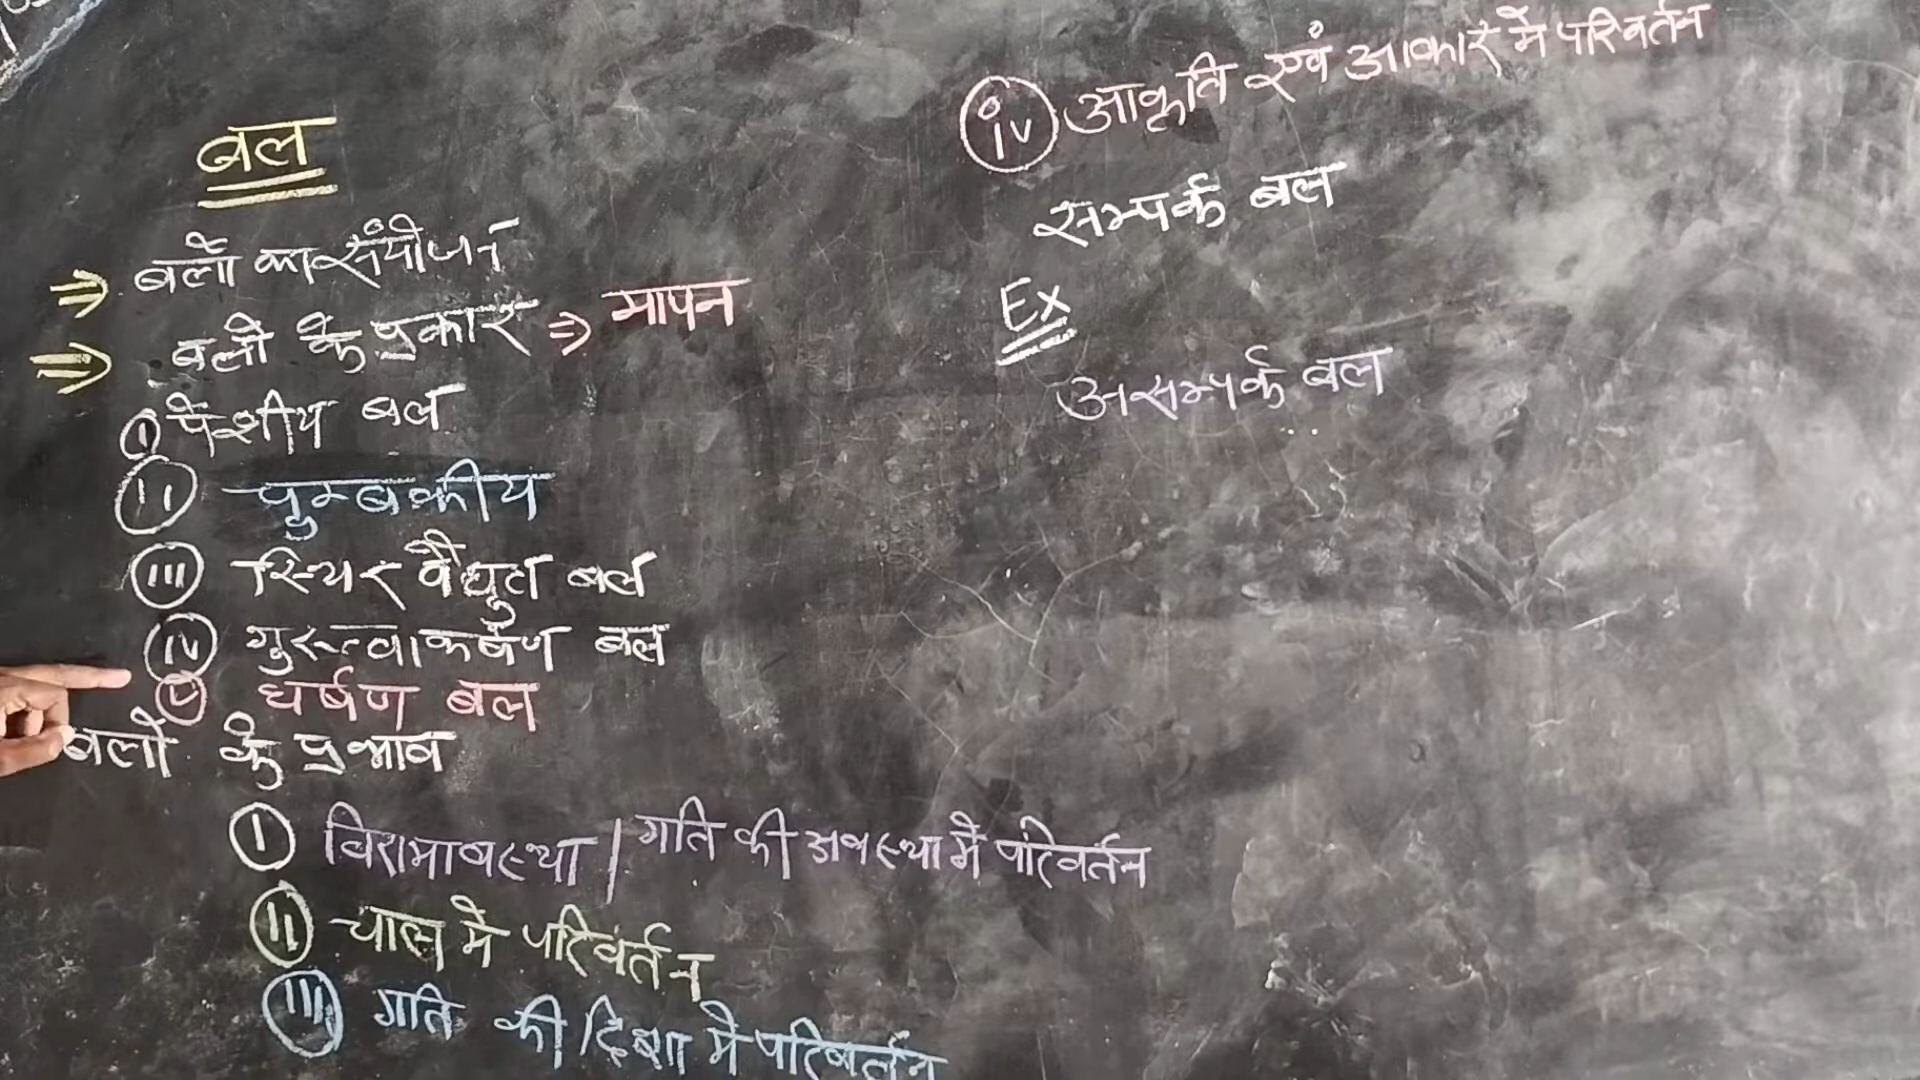 बल
⇒ बलों का संयोजन
⇒ बलों के प्रकार ⇒ मापन
(i) पेशीय बल
(ii) चुम्बकीय
(iii) स्थिर वैद्युत बल
(iv) गुरुत्वाकर्षण बल
(v) घर्षण बल
बलों के प्रभाव
(i) विरामावस्था / गति की अवस्था में परिवर्तन
(ii) चाल में परिवर्तन
(iii) गति की दिशा में परिवर्तन
(iv) आकृति एवं आकार में परिवर्तन
सम्पर्क बल
Ex
असम्पर्क बल